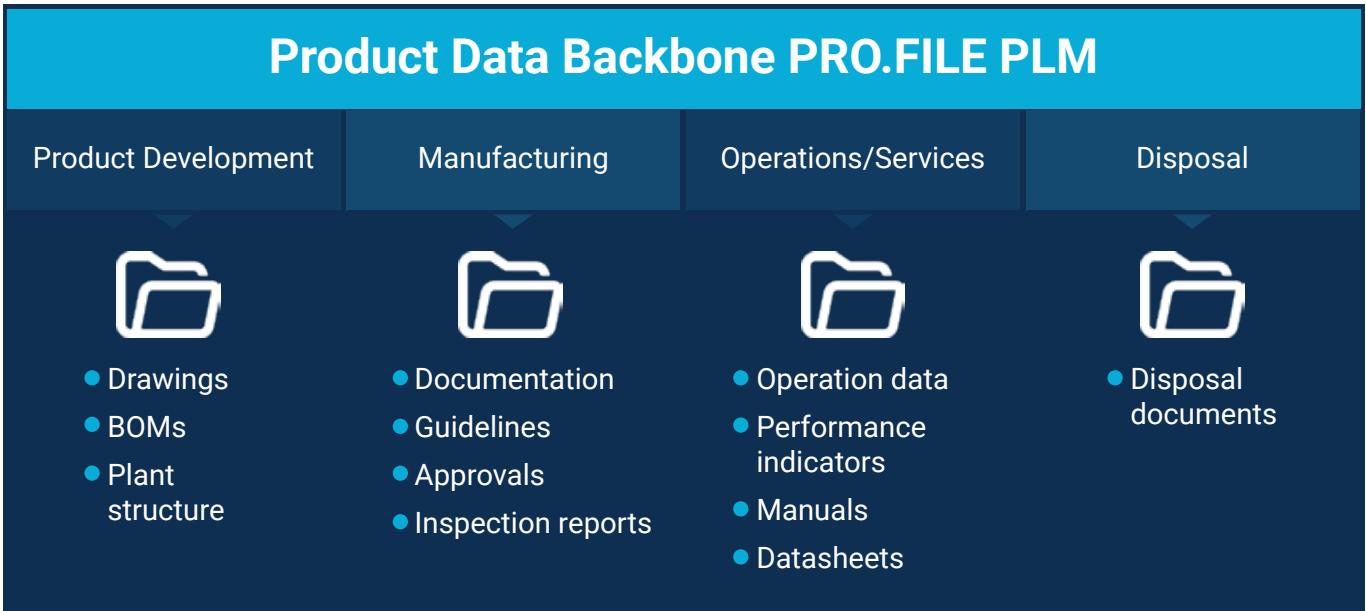 Product Data Backbone PRO.FILE PLM
Product Development
Manufacturing
Operations/Services
Disposal
Drawings
BOMs
Plant
structure
Documentation
Guidelines
Approvals
Inspection reports
Operation data
Performance
indicators
Manuals
Datasheets
Disposal
documents